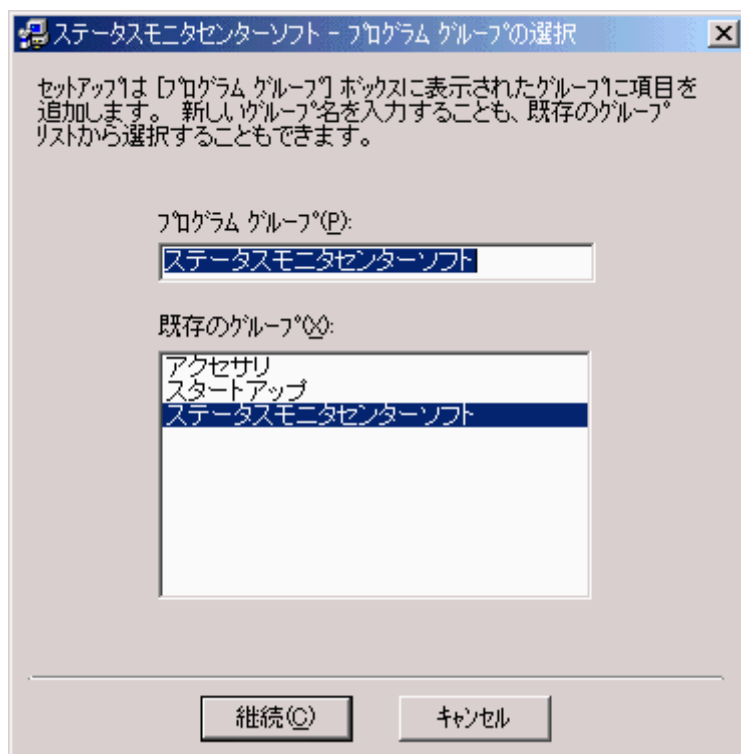 ステータスモニタセンターソフト - プログラム グループの選択
セットアップは [プログラム グループ] ボックスに表示されたグループに項目を
追加します。 新しいグループ名を入力することも、既存のグループ
リストから選択することもできます。
プログラム グループ(P):
ステータスモニタセンターソフト
既存のグループ(X):
アクセサリ
スタートアップ
ステータスモニタセンターソフト
継続(C)
キャンセル